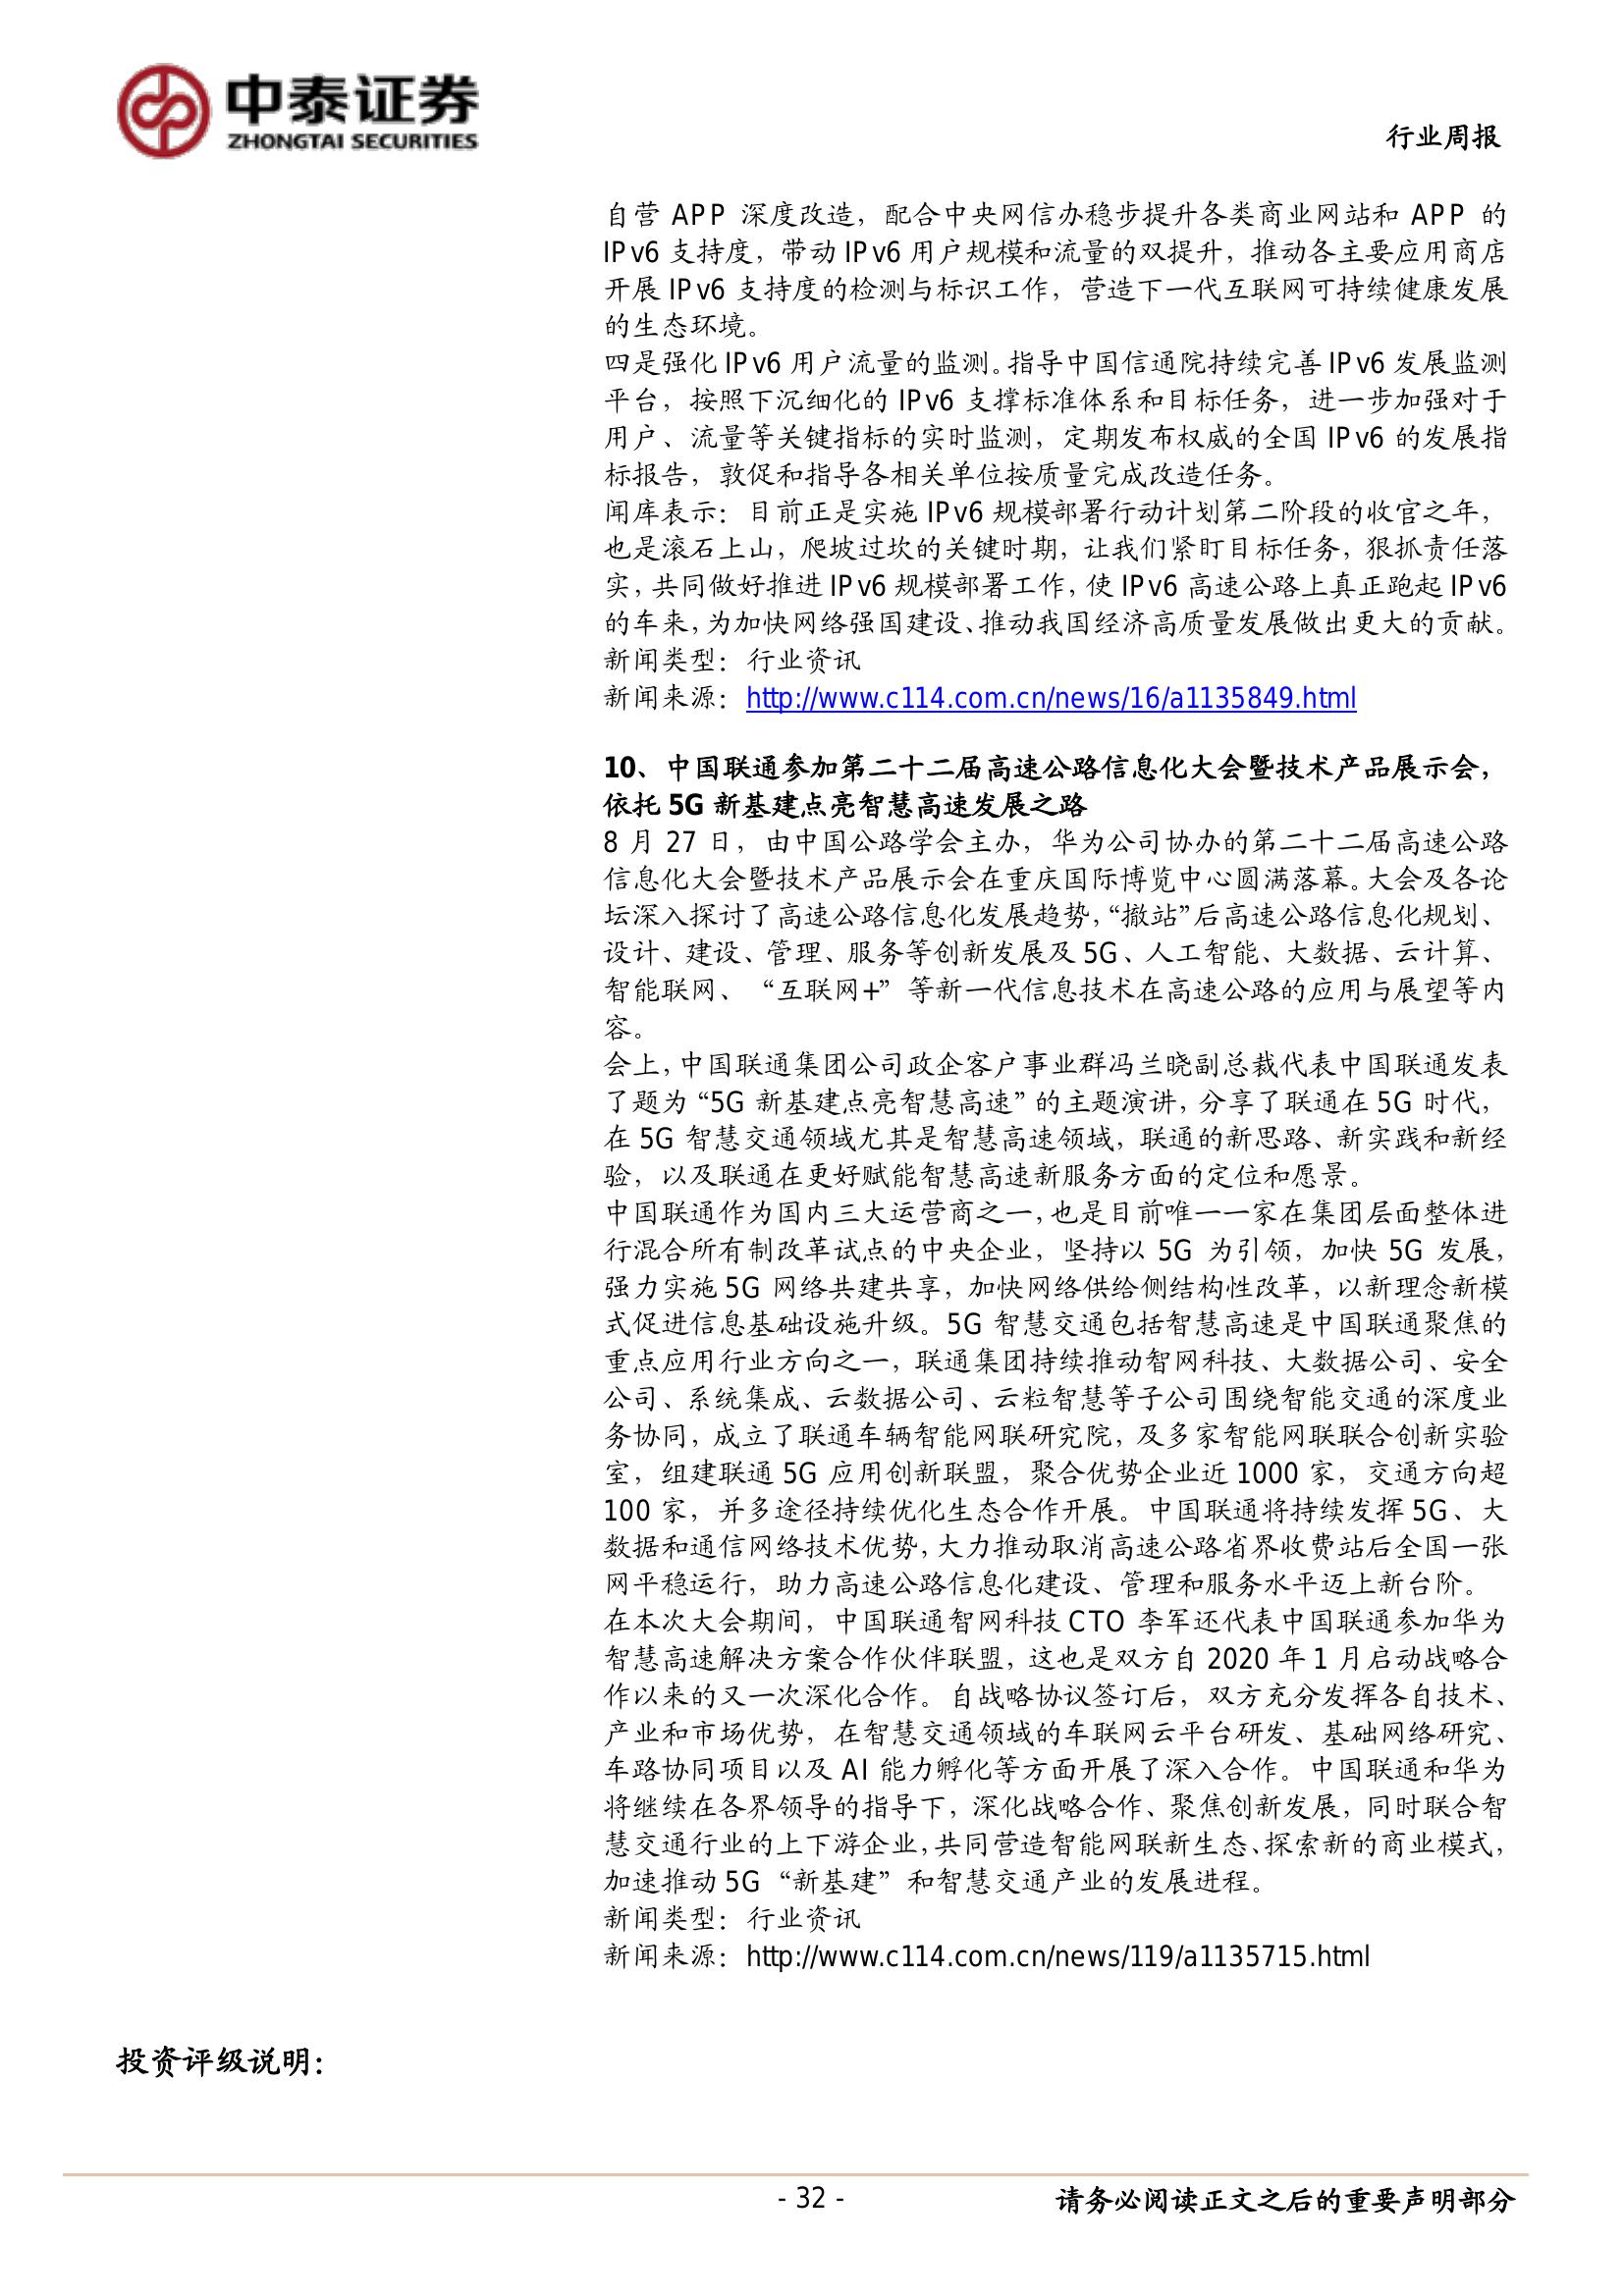 中泰证券
ZHONGTAI SECURITIES
行业周报
自营 APP 深度改造，配合中央网信办稳步提升各类商业网站和 APP 的
IPv6 支持度，带动 IPv6 用户规模和流量的双提升，推动各主要应用商店
开展 IPv6 支持度的检测与标识工作，营造下一代互联网可持续健康发展
的生态环境。
四是强化 IPv6 用户流量的监测。指导中国信通院持续完善 IPv6 发展监测
平台，按照下沉细化的 IPv6 支撑标准体系和目标任务，进一步加强对于
用户、流量等关键指标的实时监测，定期发布权威的全国 IPv6 的发展指
标报告，敦促和指导各相关单位按质量完成改造任务。
闻库表示：目前正是实施 IPv6 规模部署行动计划第二阶段的收官之年，
也是滚石上山，爬坡过坎的关键时期，让我们紧盯目标任务，狠抓责任落
实，共同做好推进 IPv6 规模部署工作，使 IPv6 高速公路上真正跑起 IPv6
的车来，为加快网络强国建设、推动我国经济高质量发展做出更大的贡献。
新闻类型：行业资讯
新闻来源：http://www.c114.com.cn/news/16/a1135849.html
10、中国联通参加第二十二届高速公路信息化大会暨技术产品展示会，
依托 5G 新基建点亮智慧高速发展之路
8 月 27 日，由中国公路学会主办，华为公司协办的第二十二届高速公路
信息化大会暨技术产品展示会在重庆国际博览中心圆满落幕。大会及各论
坛深入探讨了高速公路信息化发展趋势，“撤站”后高速公路信息化规划、
设计、建设、管理、服务等创新发展及 5G、人工智能、大数据、云计算、
智能联网、“互联网+”等新一代信息技术在高速公路的应用与展望等内
容。
会上，中国联通集团公司政企客户事业群冯兰晓副总裁代表中国联通发表
了题为“5G 新基建点亮智慧高速”的主题演讲，分享了联通在 5G 时代，
在 5G 智慧交通领域尤其是智慧高速领域，联通的新思路、新实践和新经
验，以及联通在更好赋能智慧高速新服务方面的定位和愿景。
中国联通作为国内三大运营商之一，也是目前唯一一家在集团层面整体进
行混合所有制改革试点的中央企业，坚持以 5G 为引领，加快 5G 发展，
强力实施 5G 网络共建共享，加快网络供给侧结构性改革，以新理念新模
式促进信息基础设施升级。5G 智慧交通包括智慧高速是中国联通聚焦的
重点应用行业方向之一，联通集团持续推动智网科技、大数据公司、安全
公司、系统集成、云数据公司、云粒智慧等子公司围绕智能交通的深度业
务协同，成立了联通车辆智能网联研究院，及多家智能网联联合创新实验
室，组建联通 5G 应用创新联盟，聚合优势企业近 1000 家，交通方向超
100 家，并多途径持续优化生态合作开展。中国联通将持续发挥 5G、大
数据和通信网络技术优势，大力推动取消高速公路省界收费站后全国一张
网平稳运行，助力高速公路信息化建设、管理和服务水平迈上新台阶。
在本次大会期间，中国联通智网科技 CTO 李军还代表中国联通参加华为
智慧高速解决方案合作伙伴联盟，这也是双方自 2020 年 1 月启动战略合
作以来的又一次深化合作。自战略协议签订后，双方充分发挥各自技术、
产业和市场优势，在智慧交通领域的车联网云平台研发、基础网络研究、
车路协同项目以及 AI 能力孵化等方面开展了深入合作。中国联通和华为
将继续在各界领导的指导下，深化战略合作、聚焦创新发展，同时联合智
慧交通行业的上下游企业，共同营造智能网联新生态、探索新的商业模式，
加速推动 5G“新基建”和智慧交通产业的发展进程。
新闻类型：行业资讯
新闻来源：http://www.c114.com.cn/news/119/a1135715.html
投资评级说明：
- 32 -
请务必阅读正文之后的重要声明部分